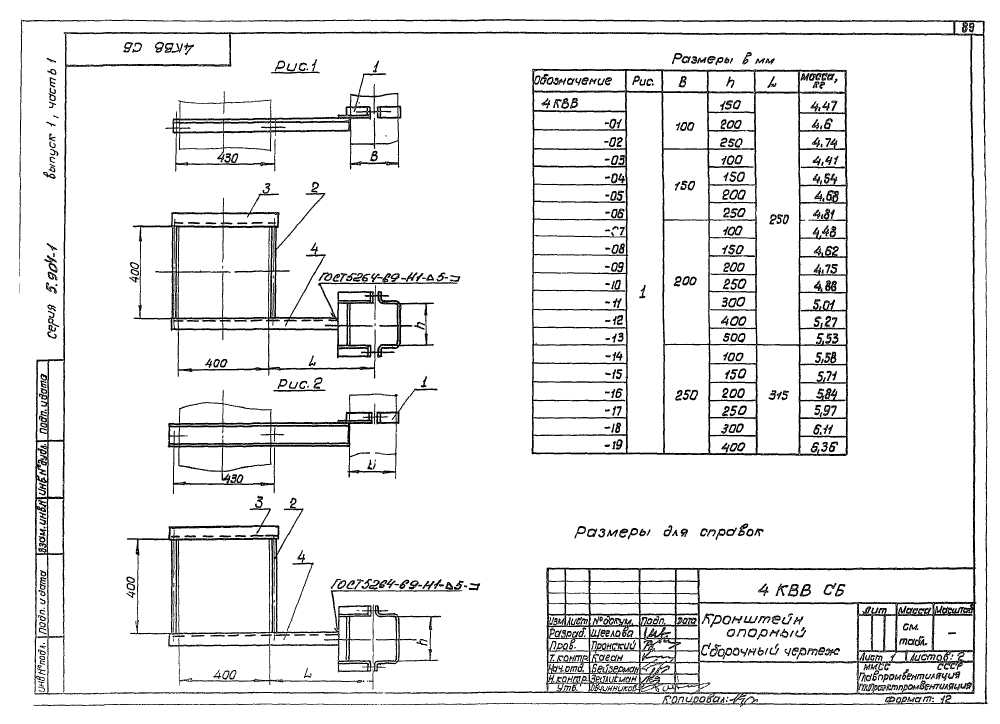 89
4КВВ СБ
Серия 5.904-1 выпуск 1, часть 1
Рис.1
1
430
В
3
2
4
400
ГОСТ5264-69-Н1-Δ5-
h
400
L
Рис. 2
1
430
3
2
4
400
ГОСТ5264-69-Н1-Δ5-
h
400
L
Размеры в мм
Обозначение Рис. В h L Масса, кг
4КВВ 1 100 150 250 4,47
-01 200 4,6
-02 250 4,74
-03 150 100 4,41
-04 150 4,54
-05 200 4,68
-06 250 4,81
-07 200 100 4,48
-08 150 4,62
-09 200 4,75
-10 250 4,88
-11 300 5,01
-12 400 5,27
-13 500 5,53
-14 250 100 315 5,58
-15 150 5,71
-16 200 5,84
-17 250 5,97
-18 300 6,11
-19 400 6,36
Размеры для справок
4 КВВ СБ
Кронштейн
опорный
Сборочный чертеж
Лит Масса Масштаб
см.
табл.
–
Лист 1 Листов: 2
ММСС СССР
Главпромвентиляция
ГПИ Проектпромвентиляция
Изм Лист № докум. Подп. Дата
Разраб. Щеглова
Пров. Пронский
Т.контр. Каган
Нач.отд. Бейзерман
Н.контр.
Утв. Овчинников
Копировал:
Формат: 12
Инв № подл. Подп. и дата Взам. инв № Инв № дубл. Подп. и дата